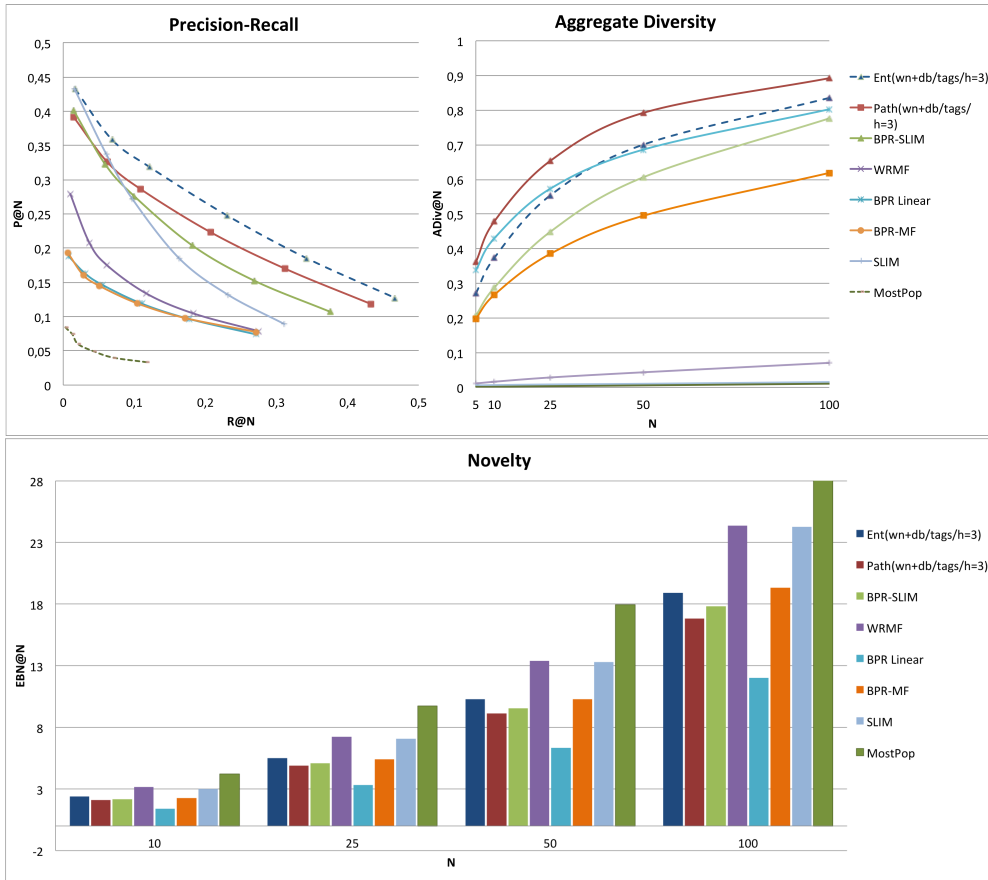 Precision-Recall
0,5
0,45
0,4
0,35
0,3
0,25
0,2
0,15
0,1
0,05
0
P@N
0 0,1 0,2 0,3 0,4 0,5
R@N
Aggregate Diversity
1
0,9
0,8
0,7
0,6
0,5
0,4
0,3
0,2
0,1
0
ADiv@N
5 10 25 50 100
N
Ent(wn+db/tags/h=3)
Path(wn+db/tags/
h=3)
BPR-SLIM
WRMF
BPR Linear
BPR-MF
SLIM
MostPop
Novelty
28
23
18
13
8
3
-2
EBN@N
10 25 50 100
N
Ent(wn+db/tags/h=3)
Path(wn+db/tags/h=3)
BPR-SLIM
WRMF
BPR Linear
BPR-MF
SLIM
MostPop